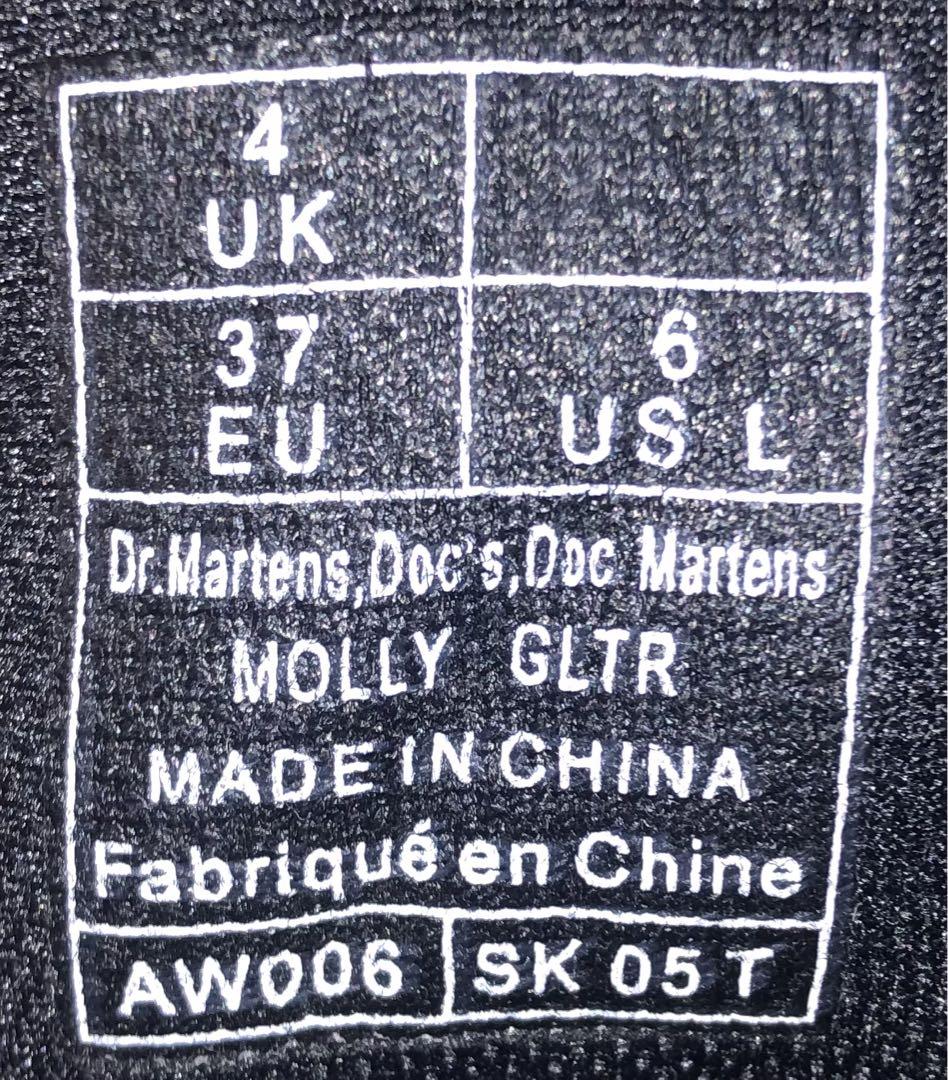 4
UK
37
EU
6
US L
Dr.Martens,Doc's,Doc Martens
MOLLY GLTR
MADE IN CHINA
Fabriqué en Chine
AW006 SK 05 T